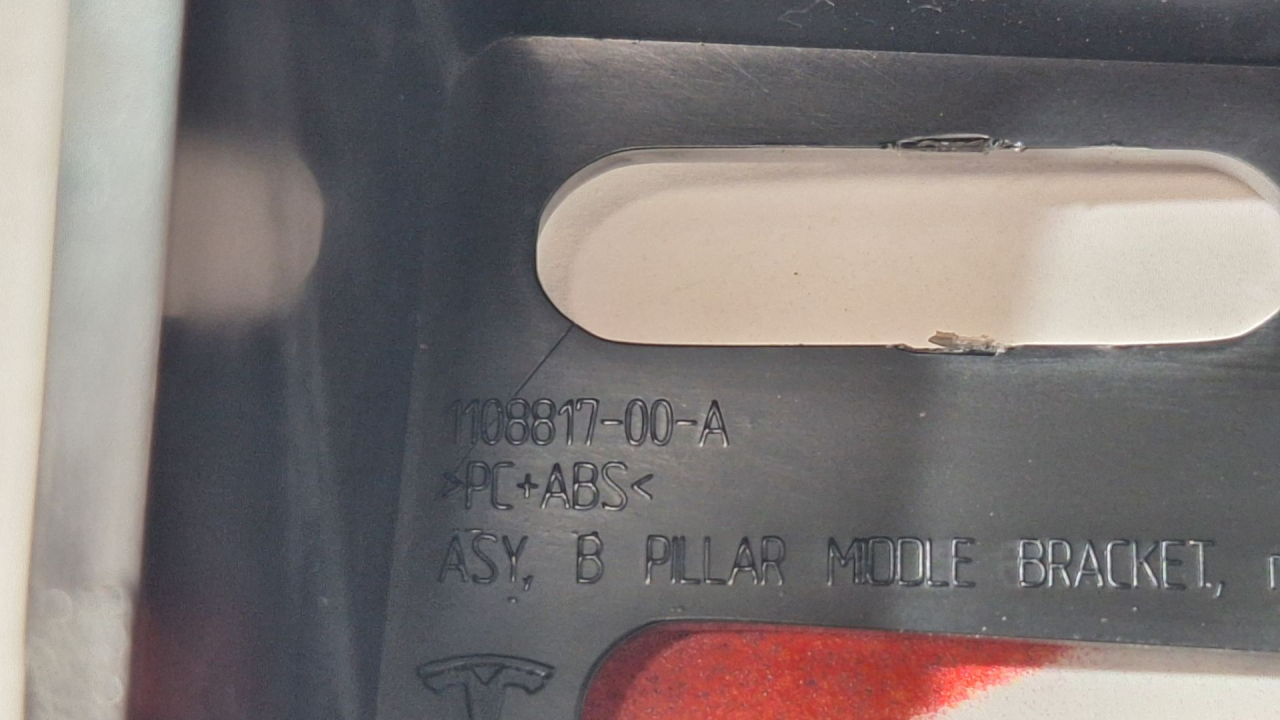 1108817-00-A
>PC+ABS<
ASY, B PILLAR MIDDLE BRACKET,